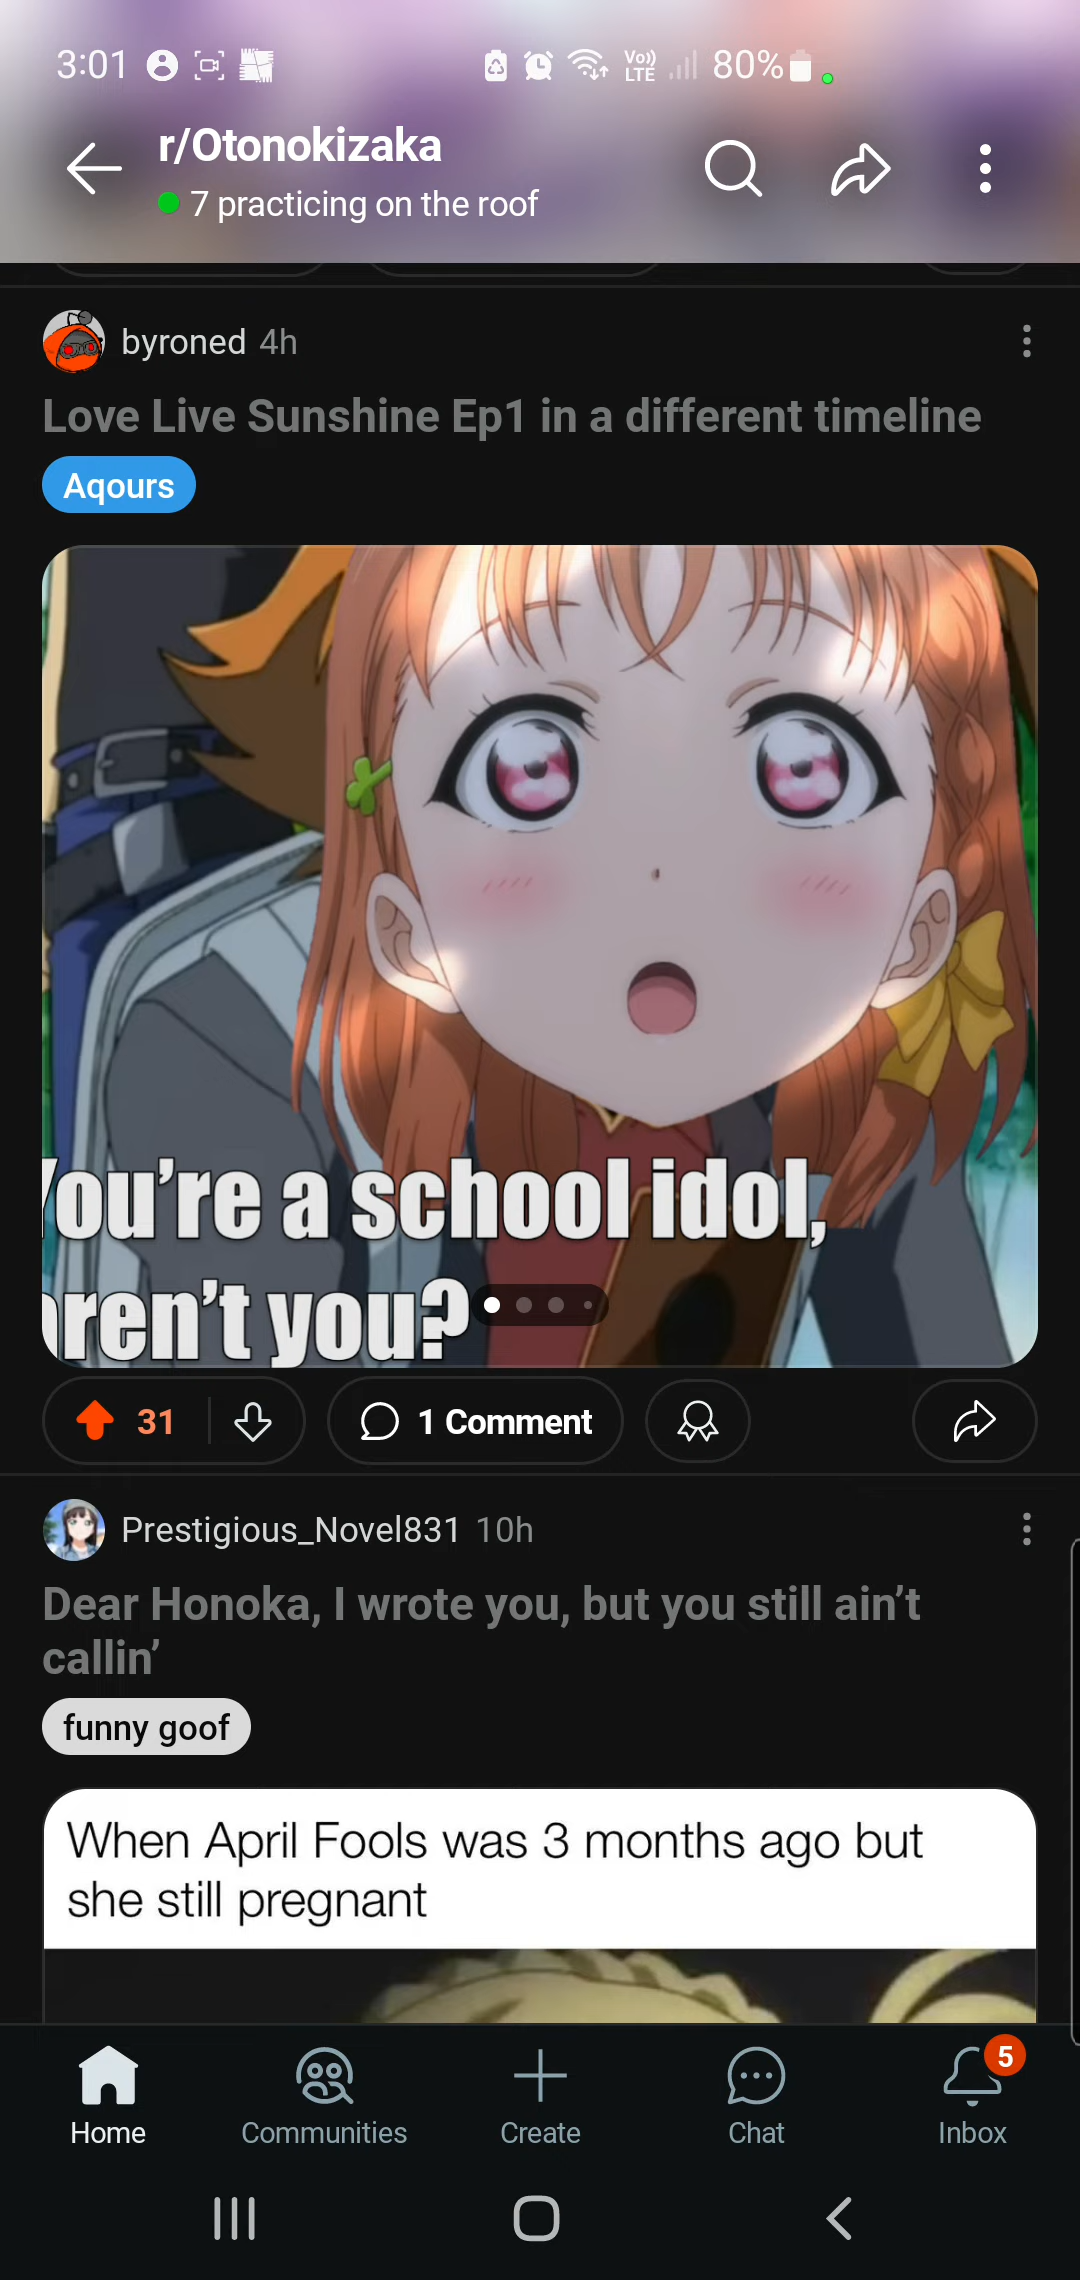 3:01
Vo))
LTE
80%
r/Otonokizaka
7 practicing on the roof
byroned 4h
Love Live Sunshine Ep1 in a different timeline
Aqours
ou're a school idol,
ren't you?
31
1 Comment
Prestigious_Novel831 10h
Dear Honoka, I wrote you, but you still ain't
callin'
funny goof
When April Fools was 3 months ago but
she still pregnant
5
Home
Communities
Create
Chat
Inbox